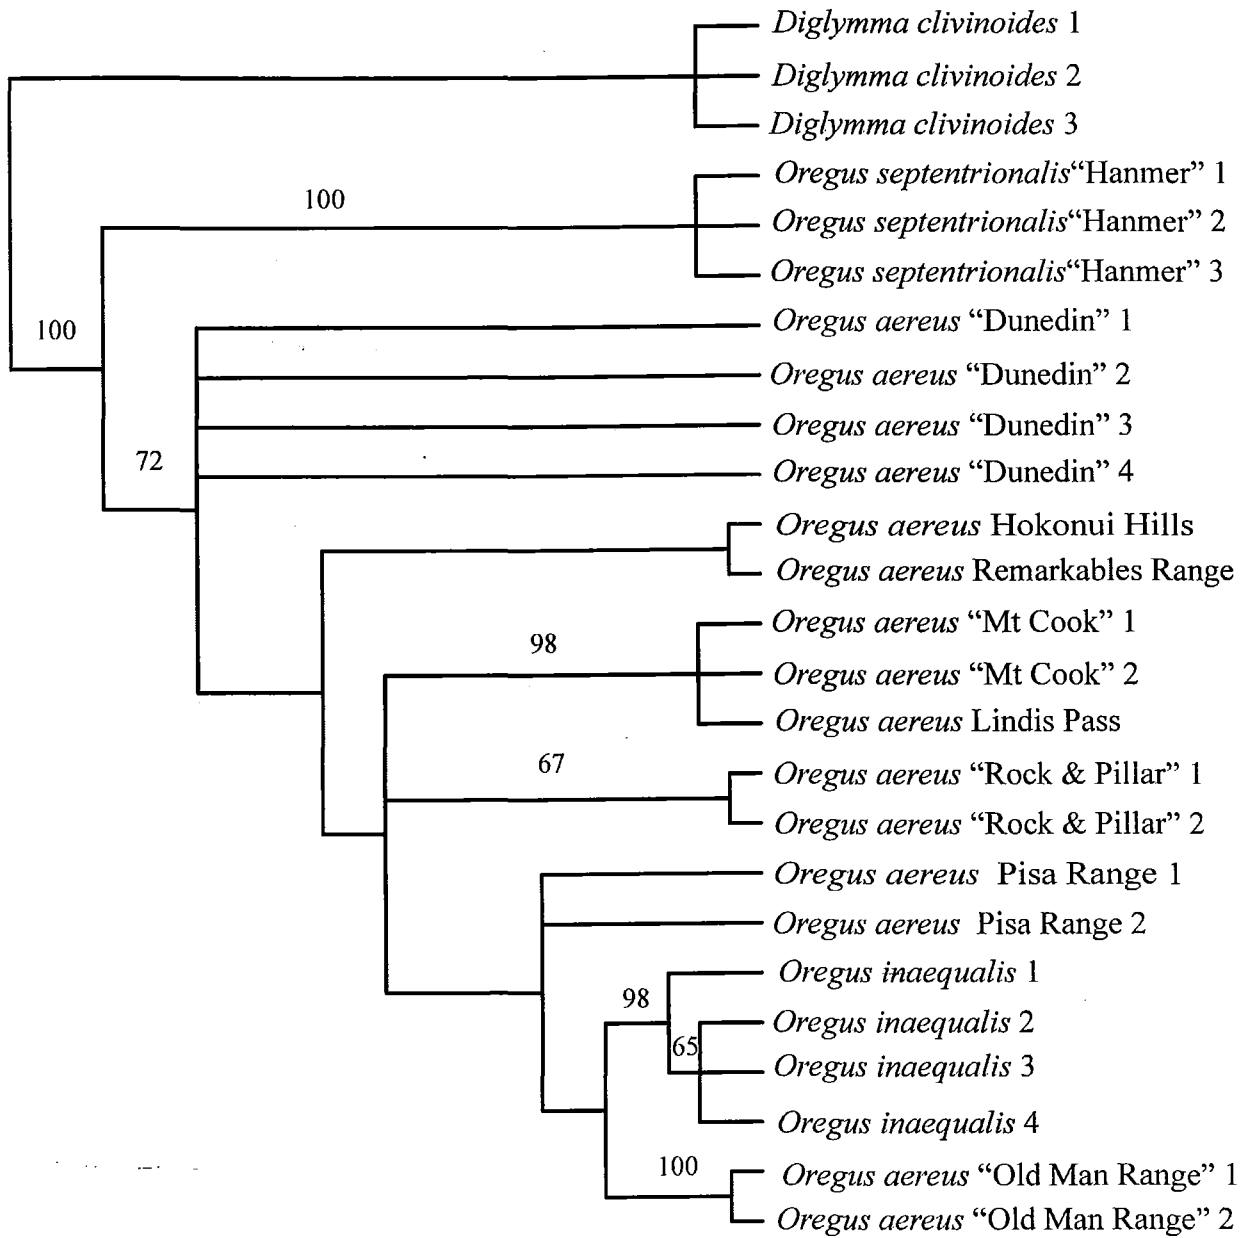 Diglymma clivinoides 1
Diglymma clivinoides 2
Diglymma clivinoides 3
Oregus septentrionalis“Hanmer” 1
100
Oregus septentrionalis“Hanmer” 2
Oregus septentrionalis“Hanmer” 3
100
Oregus aereus “Dunedin” 1
Oregus aereus “Dunedin” 2
Oregus aereus “Dunedin” 3
72
Oregus aereus “Dunedin” 4
Oregus aereus Hokonui Hills
Oregus aereus Remarkables Range
Oregus aereus “Mt Cook” 1
98
Oregus aereus “Mt Cook” 2
Oregus aereus Lindis Pass
67
Oregus aereus “Rock & Pillar” 1
Oregus aereus “Rock & Pillar” 2
Oregus aereus Pisa Range 1
Oregus aereus Pisa Range 2
Oregus inaequalis 1
98
Oregus inaequalis 2
65
Oregus inaequalis 3
Oregus inaequalis 4
100
Oregus aereus “Old Man Range” 1
Oregus aereus “Old Man Range” 2